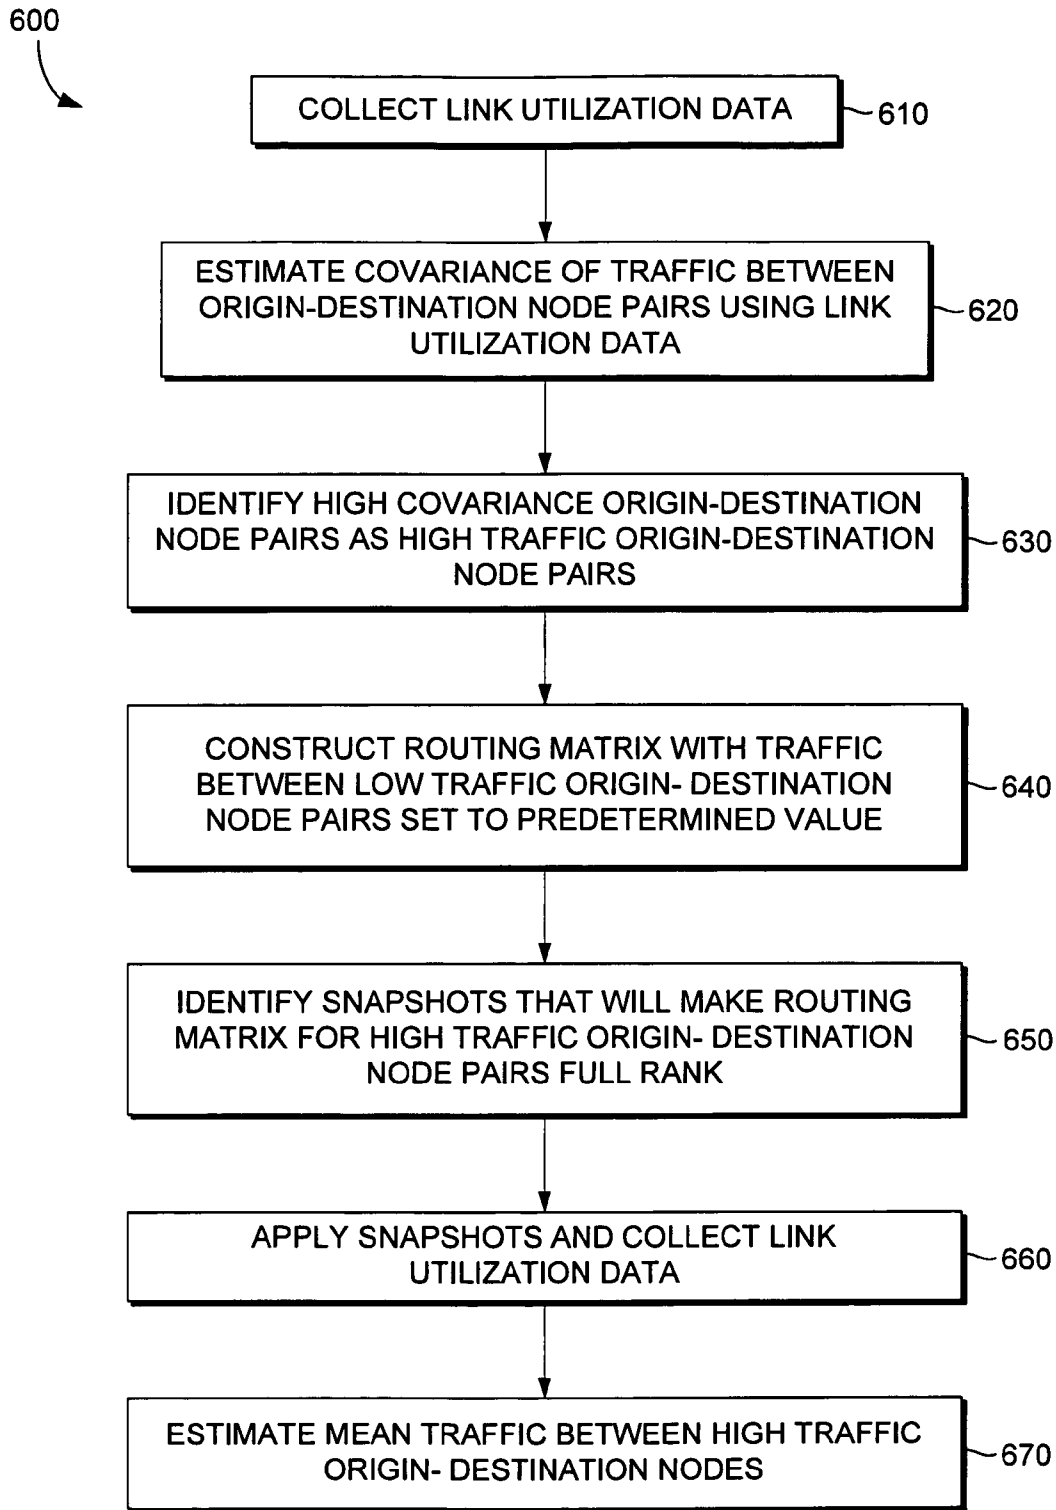 600
COLLECT LINK UTILIZATION DATA
610
ESTIMATE COVARIANCE OF TRAFFIC BETWEEN
ORIGIN-DESTINATION NODE PAIRS USING LINK
UTILIZATION DATA
620
IDENTIFY HIGH COVARIANCE ORIGIN-DESTINATION
NODE PAIRS AS HIGH TRAFFIC ORIGIN-DESTINATION
NODE PAIRS
630
CONSTRUCT ROUTING MATRIX WITH TRAFFIC
BETWEEN LOW TRAFFIC ORIGIN- DESTINATION
NODE PAIRS SET TO PREDETERMINED VALUE
640
IDENTIFY SNAPSHOTS THAT WILL MAKE ROUTING
MATRIX FOR HIGH TRAFFIC ORIGIN- DESTINATION
NODE PAIRS FULL RANK
650
APPLY SNAPSHOTS AND COLLECT LINK
UTILIZATION DATA
660
ESTIMATE MEAN TRAFFIC BETWEEN HIGH TRAFFIC
ORIGIN- DESTINATION NODES
670